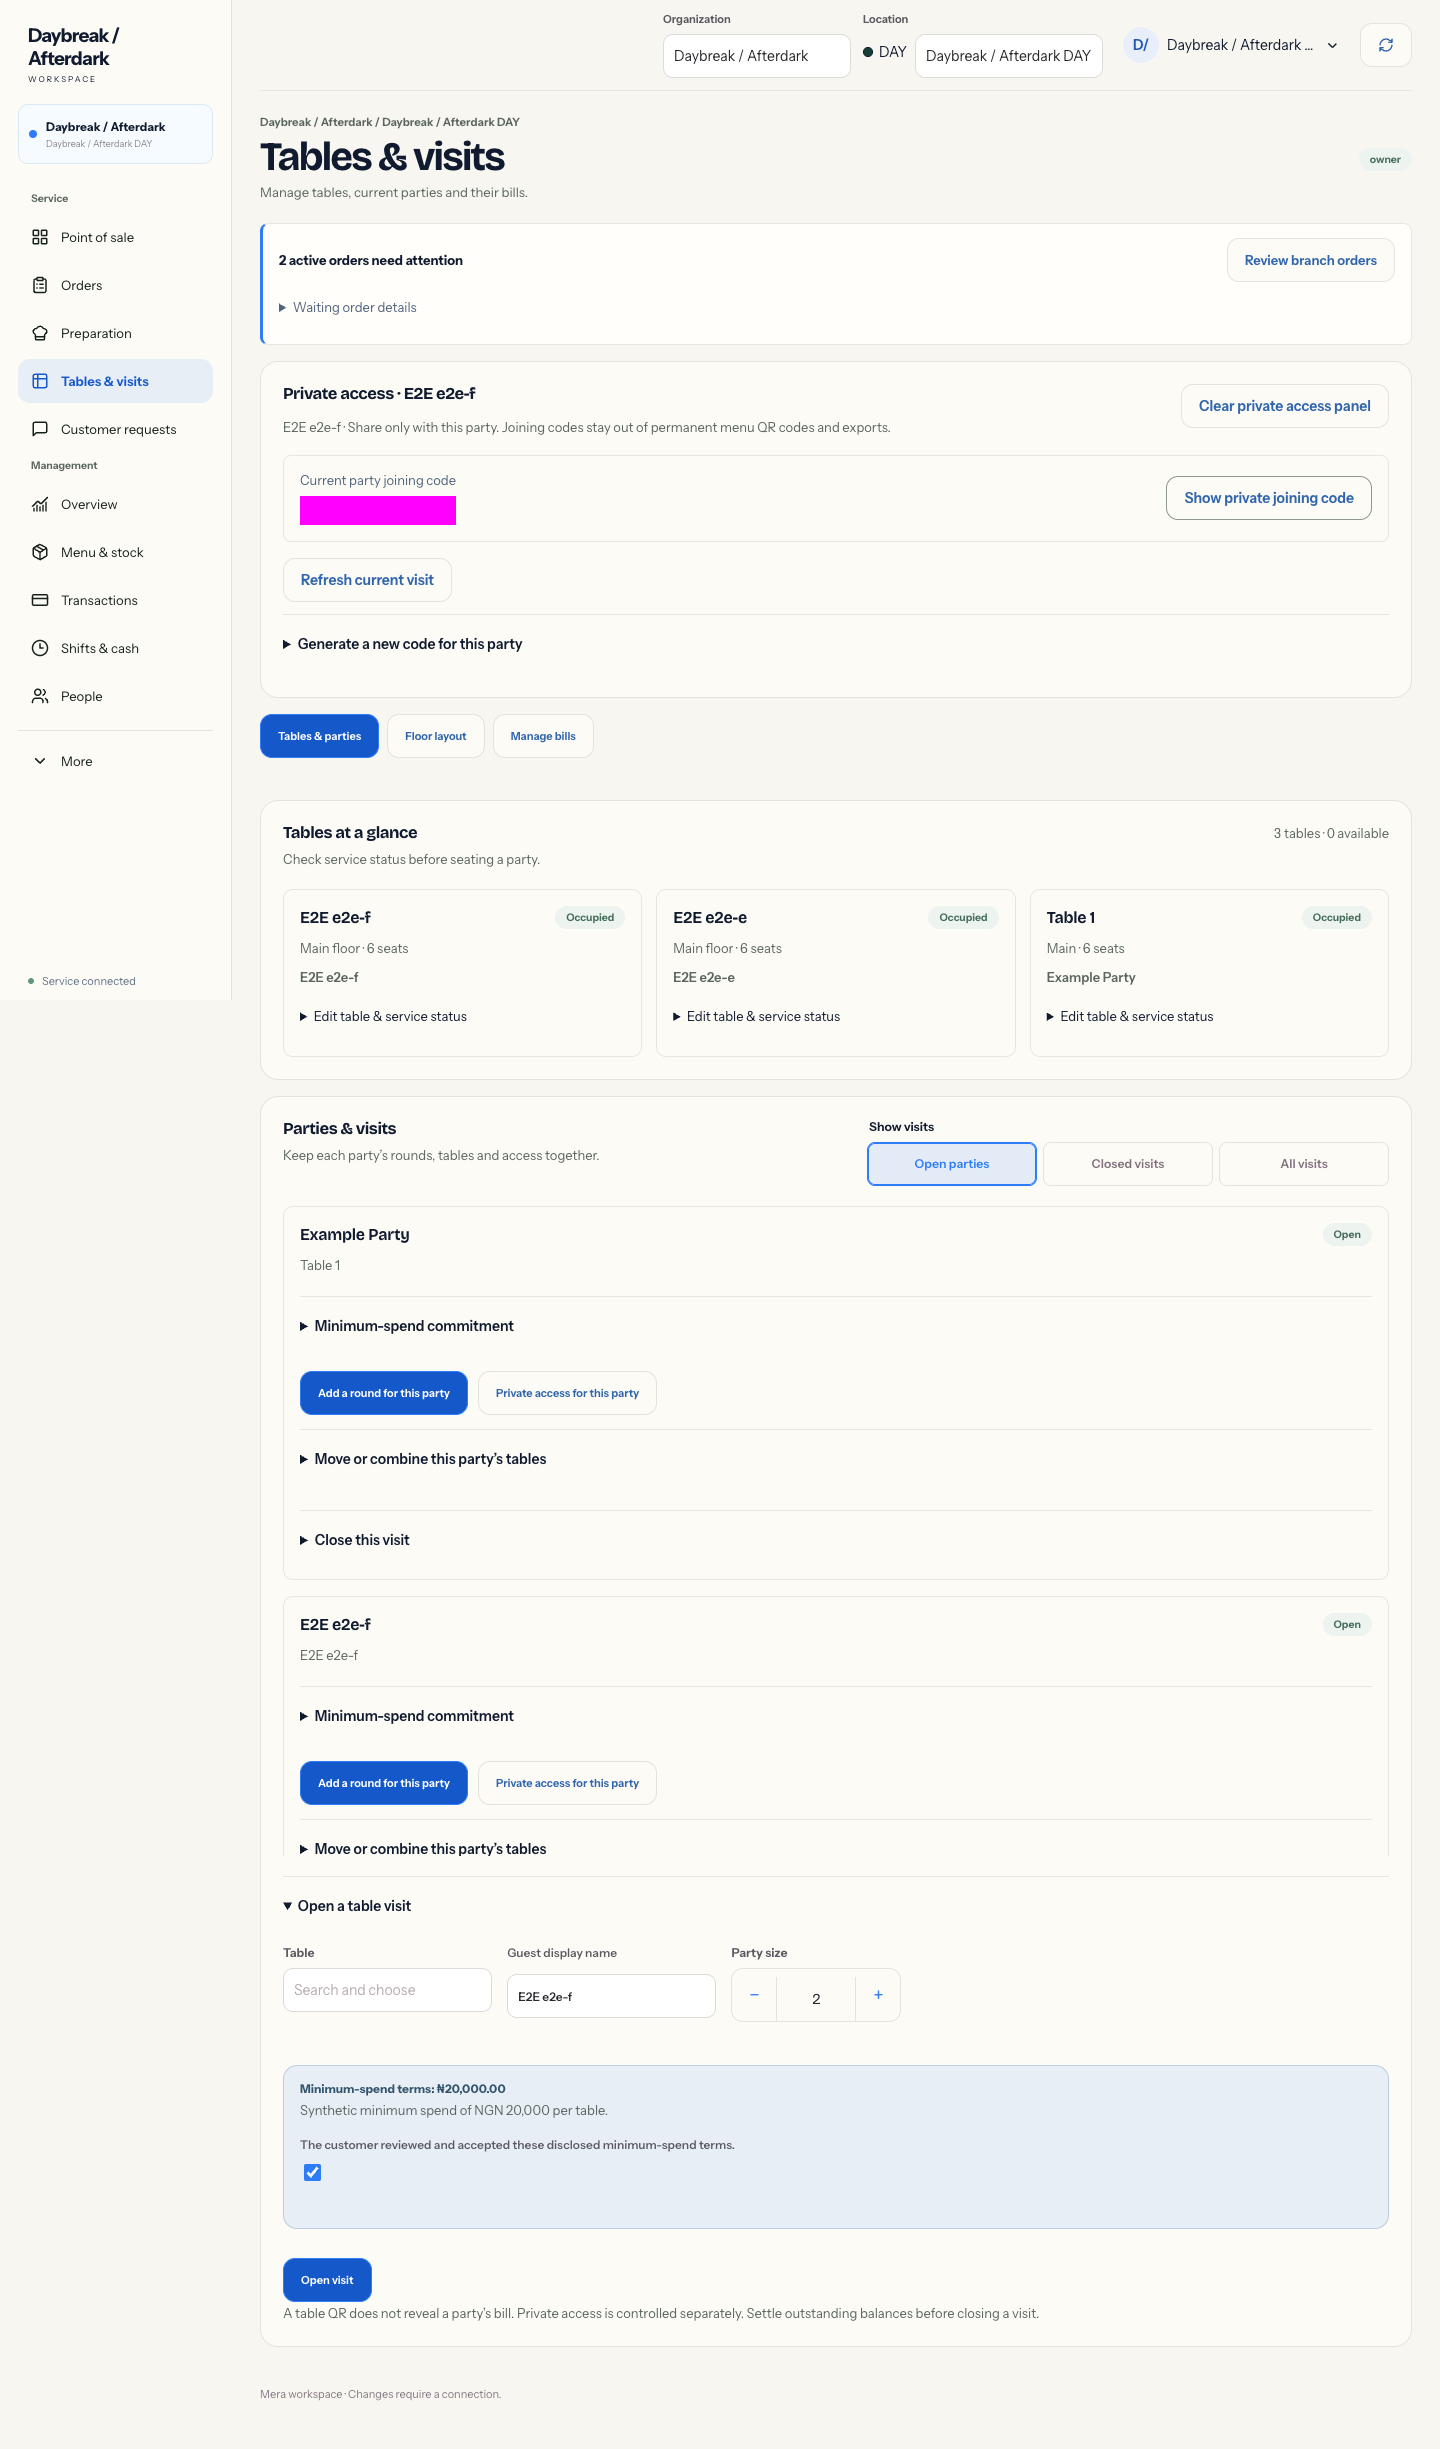 Daybreak /
Afterdark
WORKSPACE
Daybreak / Afterdark
Daybreak / Afterdark DAY
Service
Point of sale
Orders
Preparation
Tables & visits
Customer requests
Management
Overview
Menu & stock
Transactions
Shifts & cash
People
More
Service connected
Organization
Daybreak / Afterdark
Location
DAY
Daybreak / Afterdark DAY
D/
Daybreak / Afterdark ...
Daybreak / Afterdark / Daybreak / Afterdark DAY
Tables & visits
owner
Manage tables, current parties and their bills.
2 active orders need attention
Review branch orders
Waiting order details
Private access · E2E e2e-f
Clear private access panel
E2E e2e-f · Share only with this party. Joining codes stay out of permanent menu QR codes and exports.
Current party joining code
Show private joining code
Refresh current visit
Generate a new code for this party
Tables & parties
Floor layout
Manage bills
Tables at a glance
3 tables · 0 available
Check service status before seating a party.
E2E e2e-f
Occupied
Main floor · 6 seats
E2E e2e-f
Edit table & service status
E2E e2e-e
Occupied
Main floor · 6 seats
E2E e2e-e
Edit table & service status
Table 1
Occupied
Main · 6 seats
Example Party
Edit table & service status
Parties & visits
Keep each party's rounds, tables and access together.
Show visits
Open parties
Closed visits
All visits
Example Party
Open
Table 1
Minimum-spend commitment
Add a round for this party
Private access for this party
Move or combine this party's tables
Close this visit
E2E e2e-f
Open
E2E e2e-f
Minimum-spend commitment
Add a round for this party
Private access for this party
Move or combine this party's tables
Open a table visit
Table
Search and choose
Guest display name
E2E e2e-f
Party size
− 2 +
Minimum-spend terms: ₦20,000.00
Synthetic minimum spend of NGN 20,000 per table.
The customer reviewed and accepted these disclosed minimum-spend terms.
Open visit
A table QR does not reveal a party's bill. Private access is controlled separately. Settle outstanding balances before closing a visit.
Mera workspace · Changes require a connection.